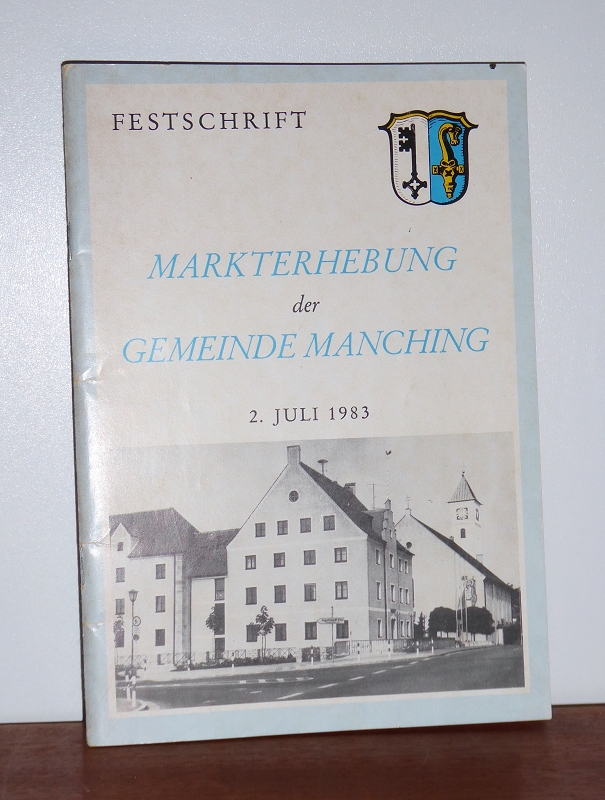 FESTSCHRIFT
MARKTERHEBUNG
der
GEMEINDE MANCHING
2. JULI 1983